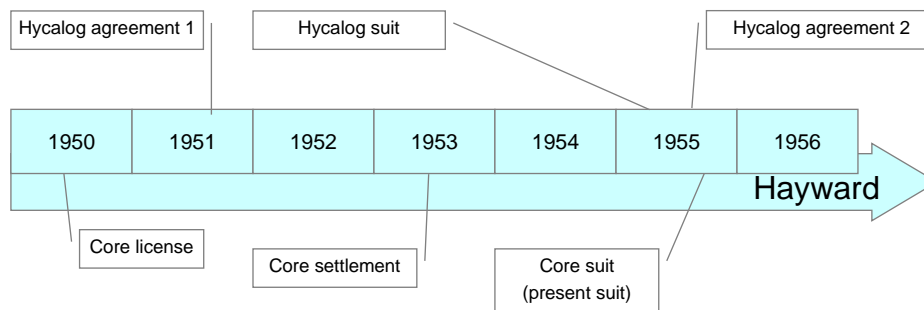 Hycalog agreement 1
Hycalog suit
Hycalog agreement 2
1950
1951
1952
1953
1954
1955
1956
Hayward
Core license
Core settlement
Core suit
(present suit)